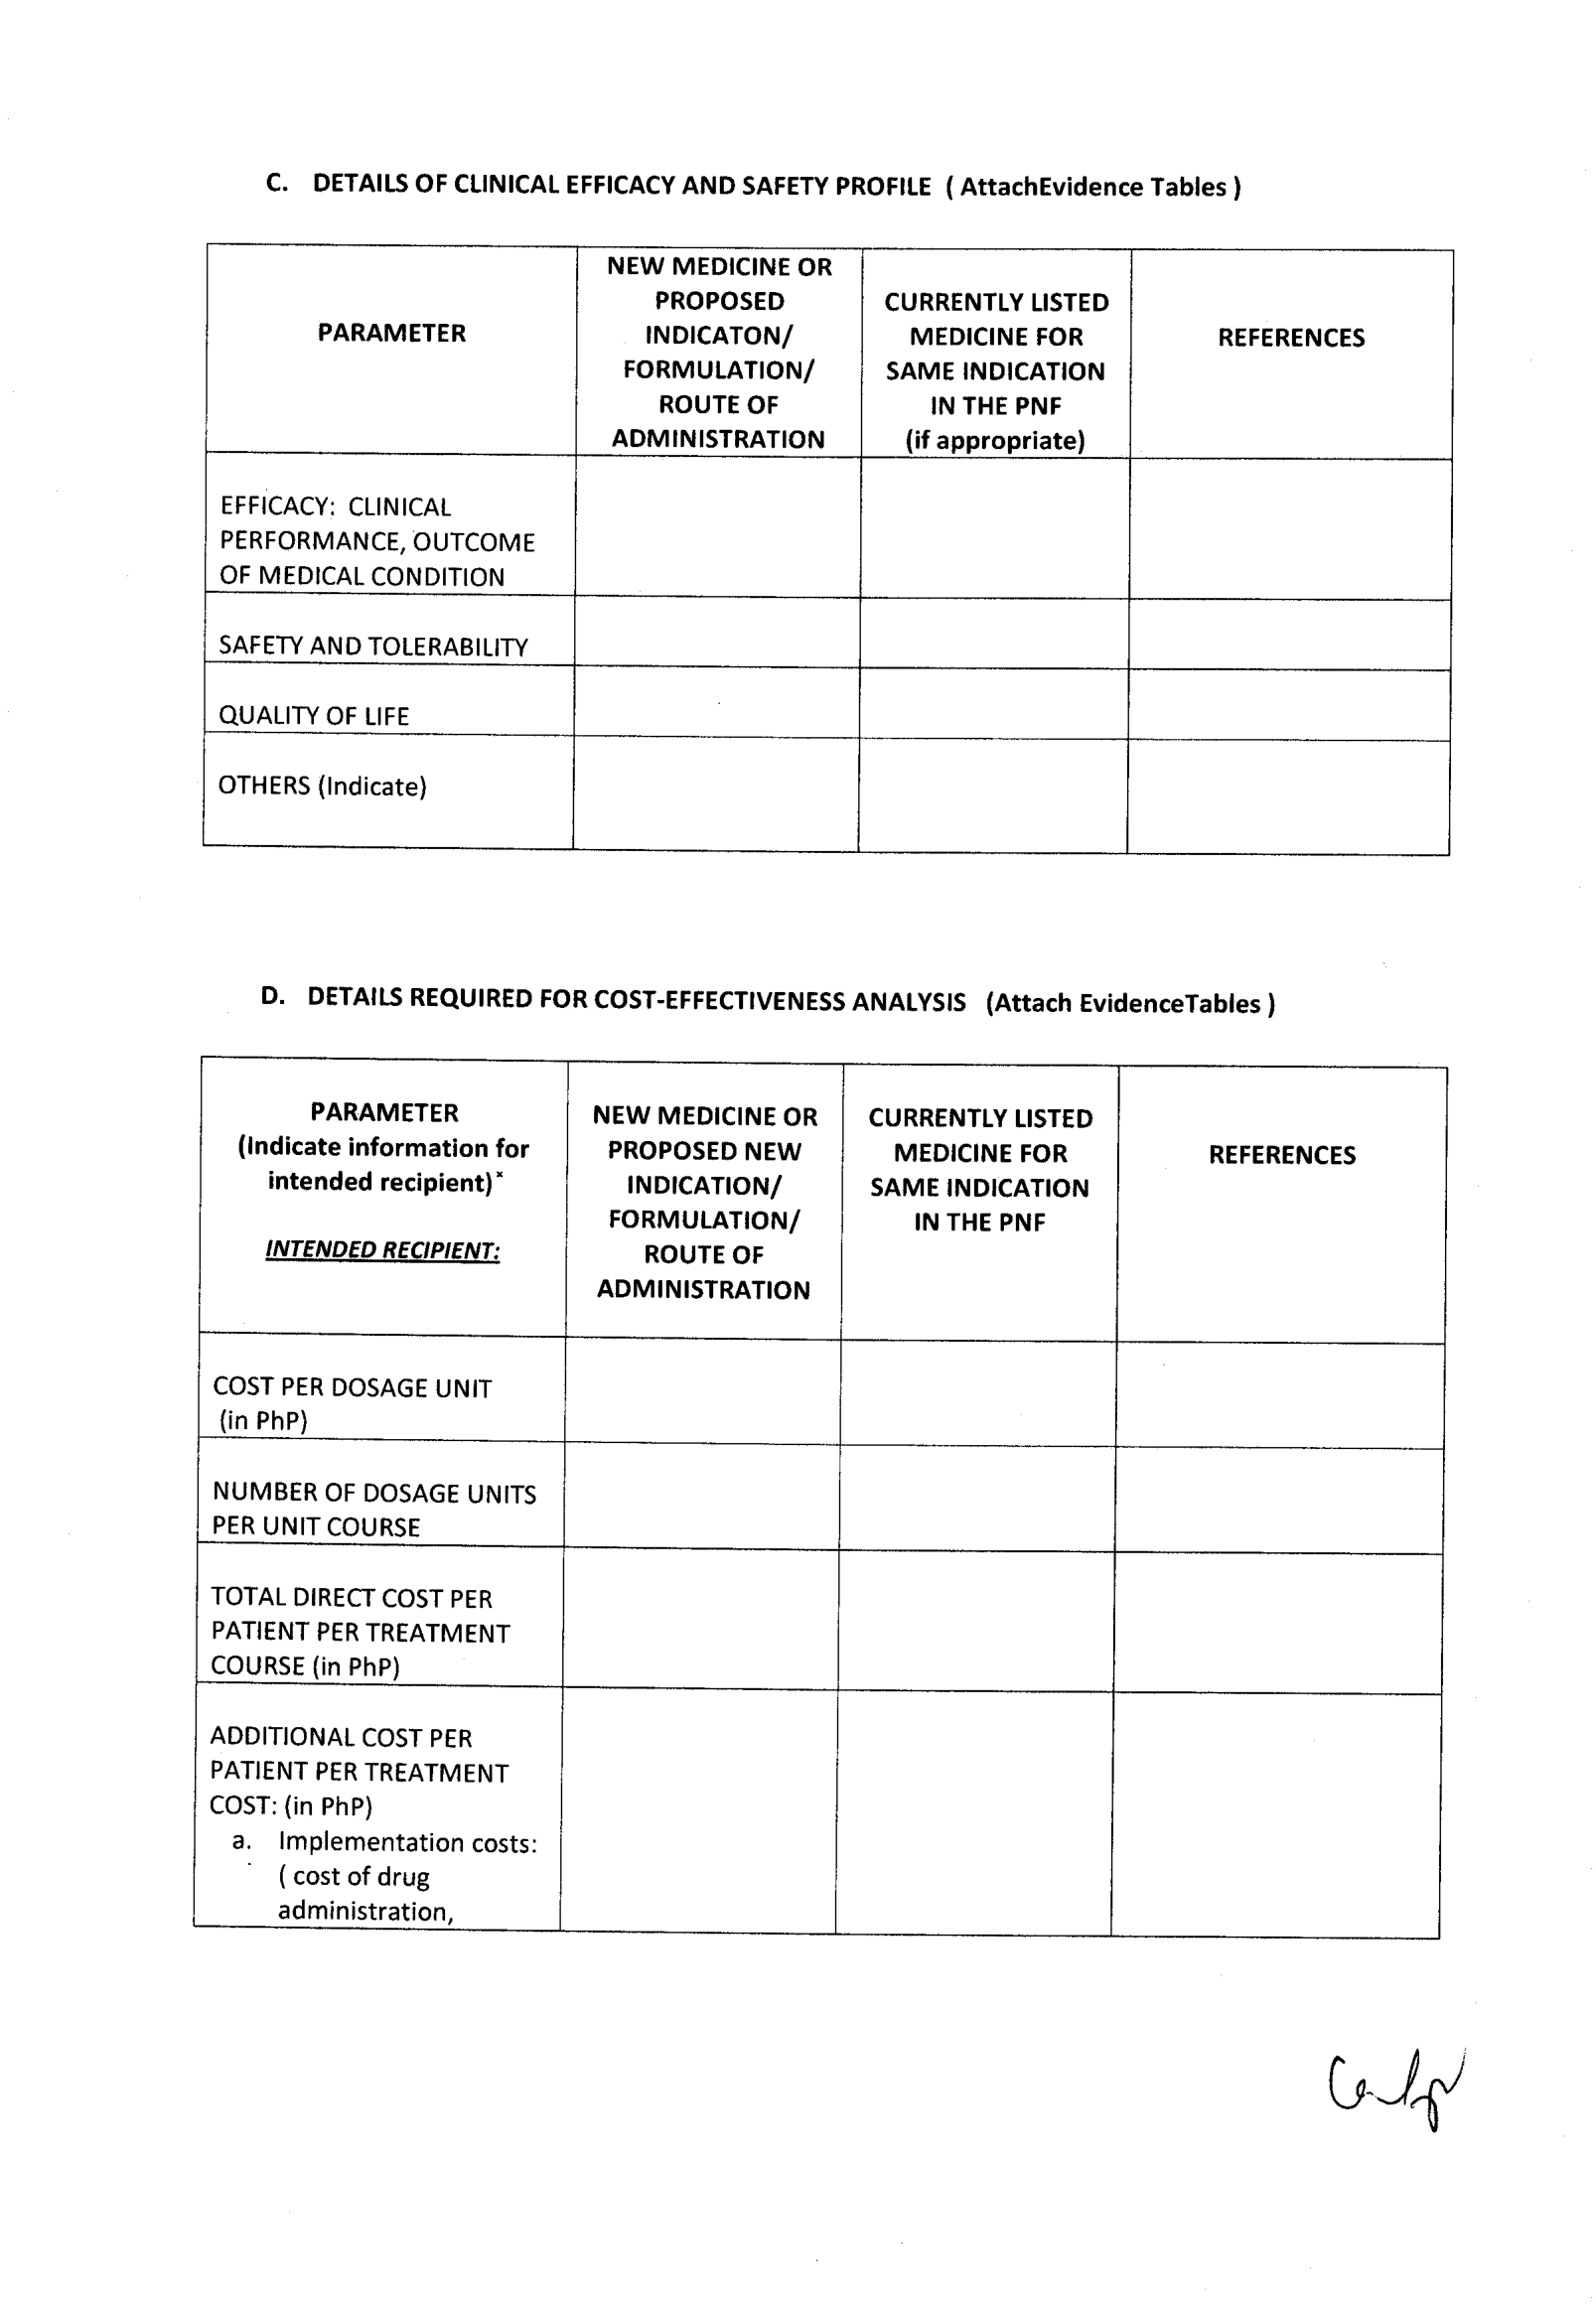 C. DETAILS OF CLINICAL EFFICACY AND SAFETY PROFILE ( AttachEvidence Tables )
PARAMETER
NEW MEDICINE OR
PROPOSED
INDICATON/
FORMULATION/
ROUTE OF
ADMINISTRATION
CURRENTLY LISTED
MEDICINE FOR
SAME INDICATION
IN THE PNF
(if appropriate)
REFERENCES
EFFICACY: CLINICAL
PERFORMANCE, OUTCOME
OF MEDICAL CONDITION
SAFETY AND TOLERABILITY
QUALITY OF LIFE
OTHERS (Indicate)
D. DETAILS REQUIRED FOR COST-EFFECTIVENESS ANALYSIS (Attach EvidenceTables )
PARAMETER
(Indicate information for
intended recipient)*
INTENDED RECIPIENT:
NEW MEDICINE OR
PROPOSED NEW
INDICATION/
FORMULATION/
ROUTE OF
ADMINISTRATION
CURRENTLY LISTED
MEDICINE FOR
SAME INDICATION
IN THE PNF
REFERENCES
COST PER DOSAGE UNIT
(in PhP)
NUMBER OF DOSAGE UNITS
PER UNIT COURSE
TOTAL DIRECT COST PER
PATIENT PER TREATMENT
COURSE (in PhP)
ADDITIONAL COST PER
PATIENT PER TREATMENT
COST: (in PhP)
a. Implementation costs:
( cost of drug
administration,